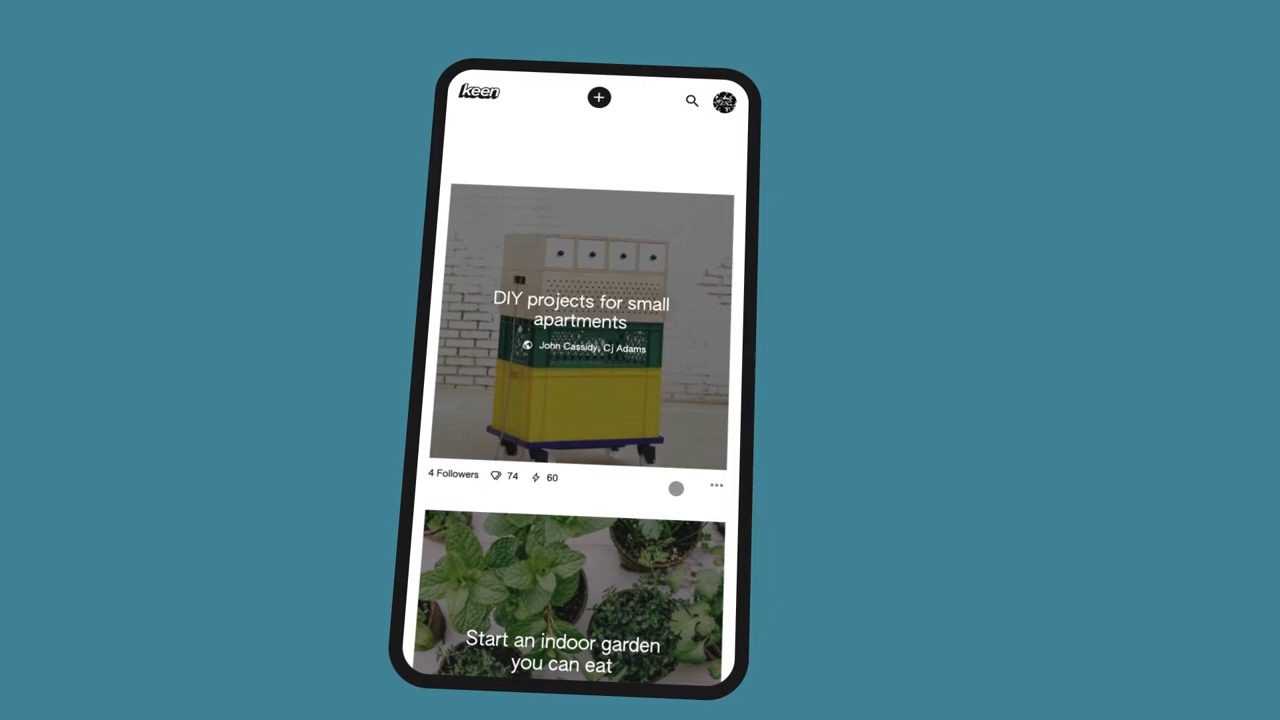 keen
DIY projects for small
apartments
John Cassidy, Cj Adams
4 Followers 74 60
Start an indoor garden
you can eat